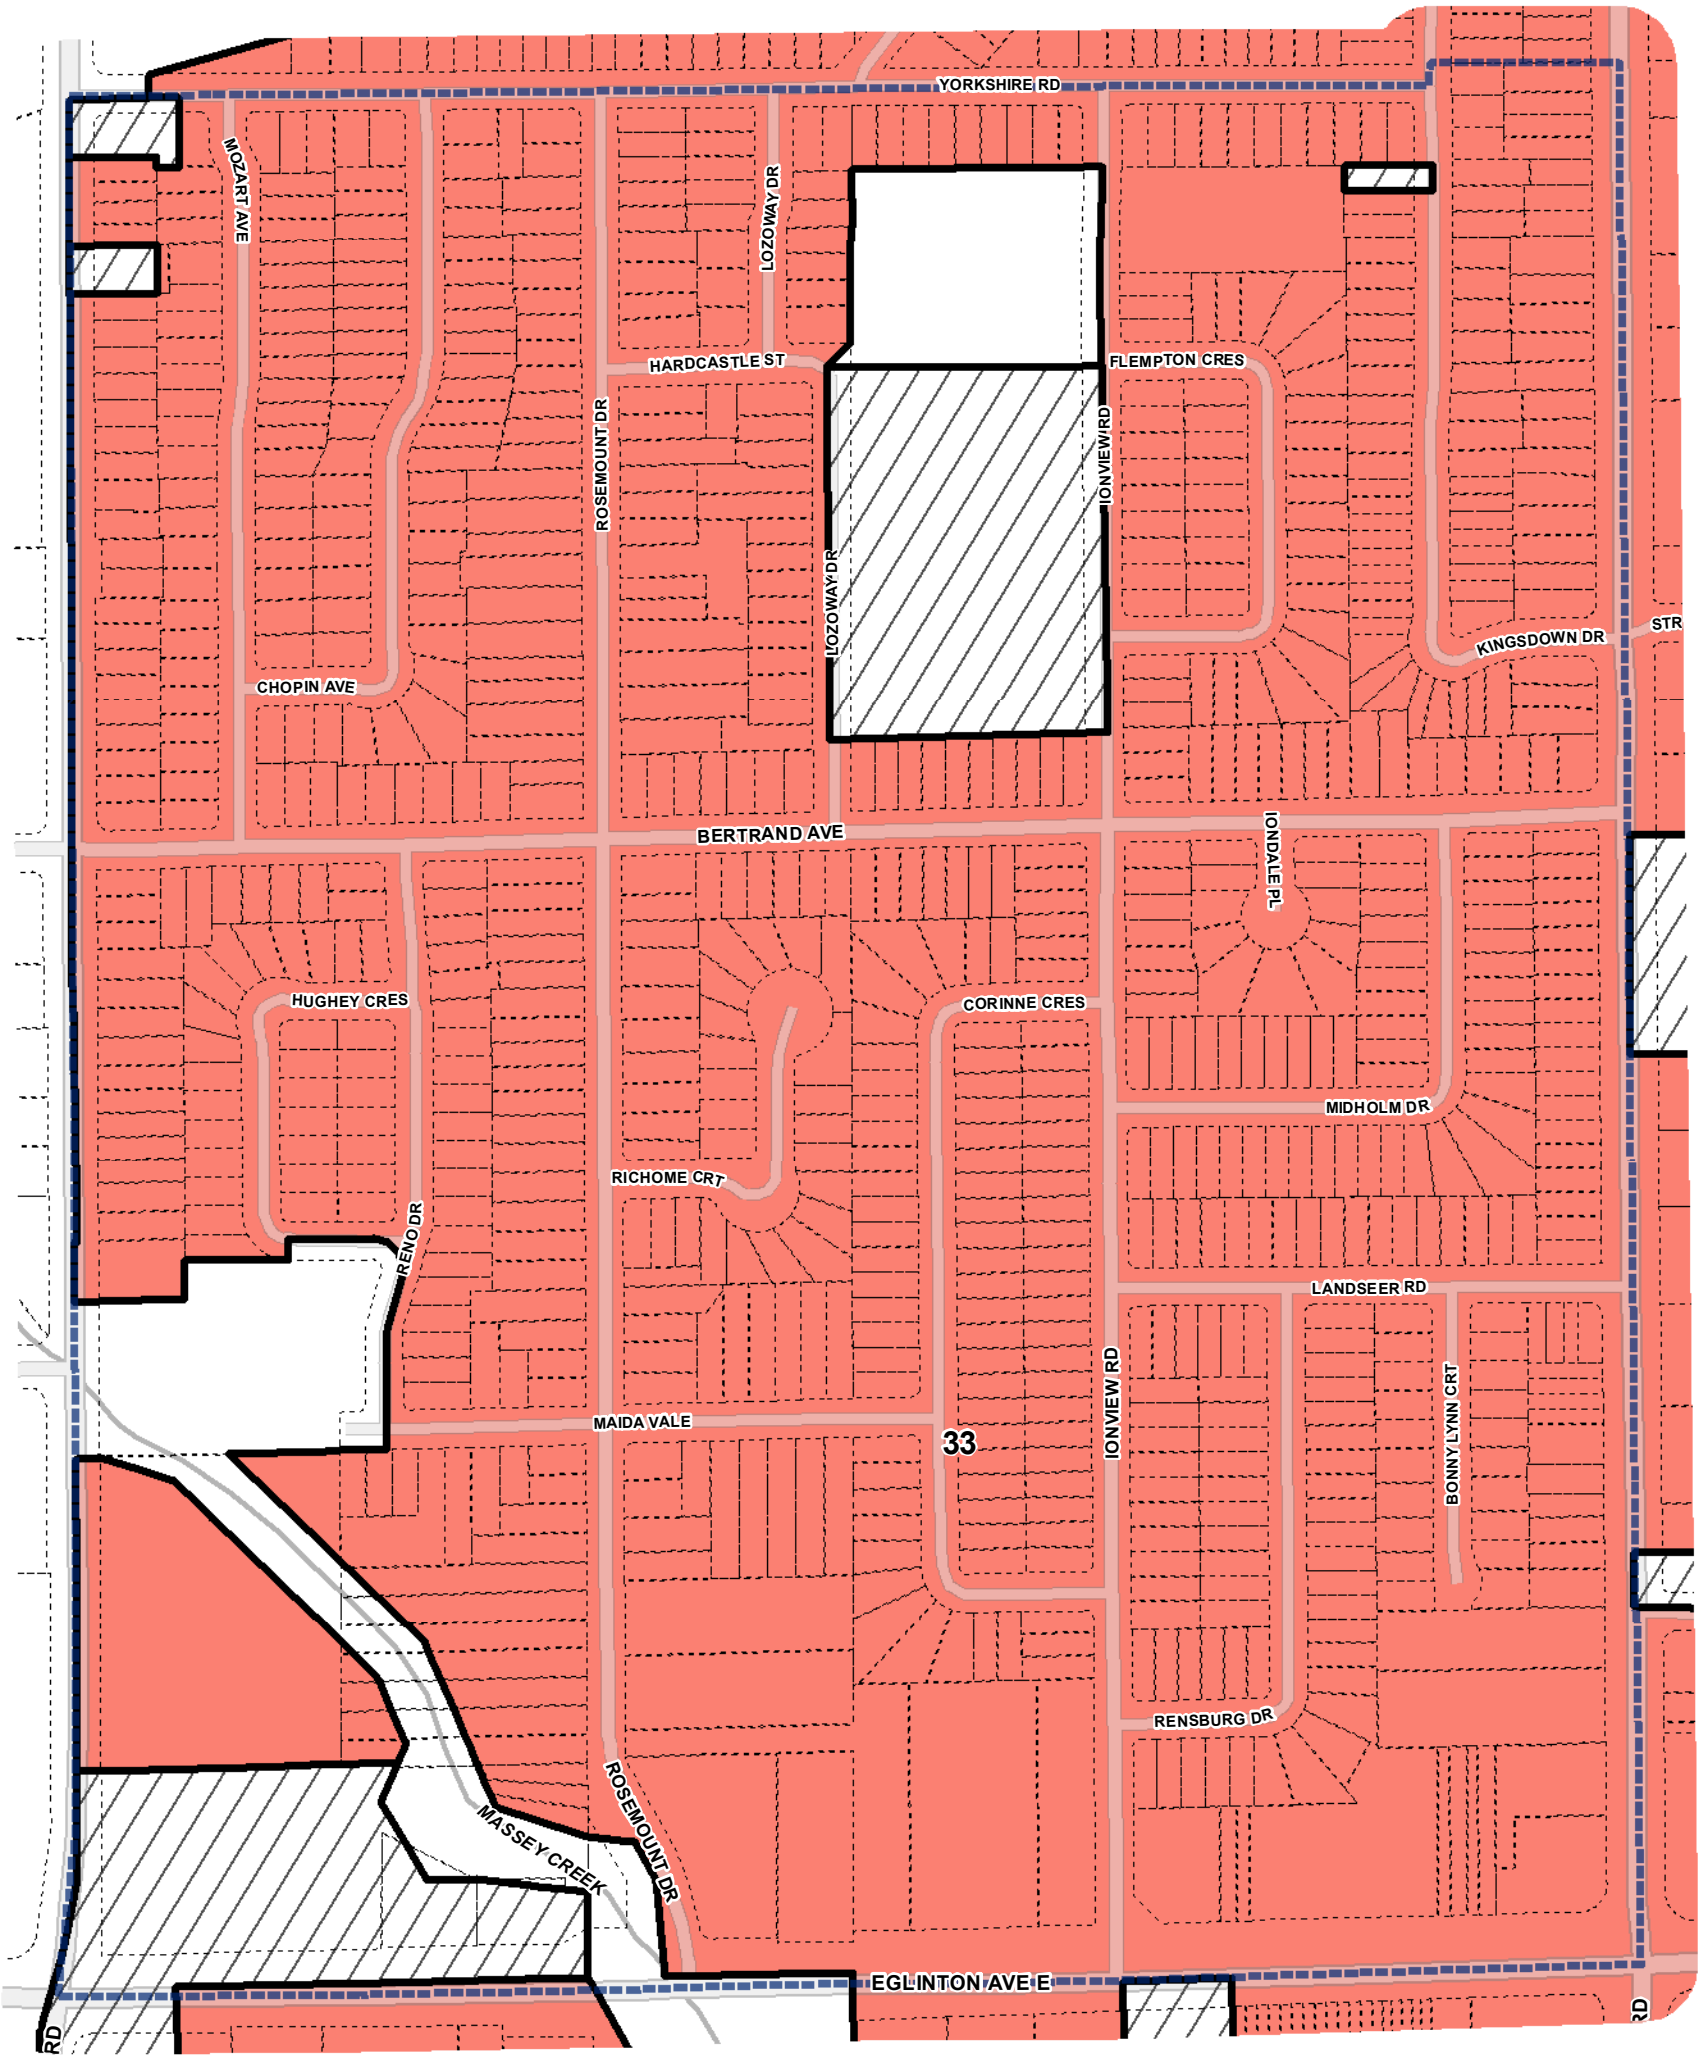 YORKSHIRE RD
MOZART AVE
LOZOWAY DR
HARDCASTLE ST
FLEMPTON CRES
ROSEMOUNT DR
IONVIEW RD
LOZOWAY DR
STR
KINGSDOWN DR
CHOPIN AVE
BERTRAND AVE
IONDALE PL
HUGHEY CRES
CORINNE CRES
MIDHOLM DR
RICHOME CRT
RENO DR
LANDSEER RD
IONVIEW RD
BONNY LYNN CRT
MAIDA VALE
33
RENSBURG DR
ROSEMOUNT DR
MASSEY CREEK
EGLINTON AVE E
RD
RD